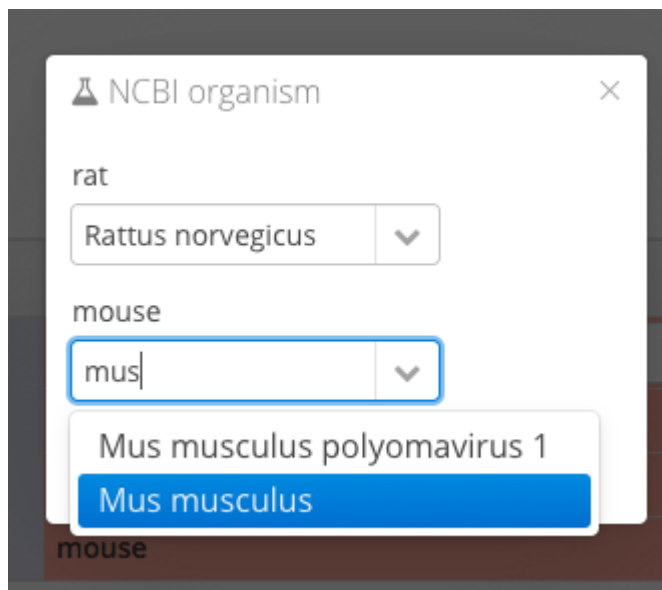 NCBI organism
rat
Rattus norvegicus
mouse
mus
Mus musculus polyomavirus 1
Mus musculus
mouse